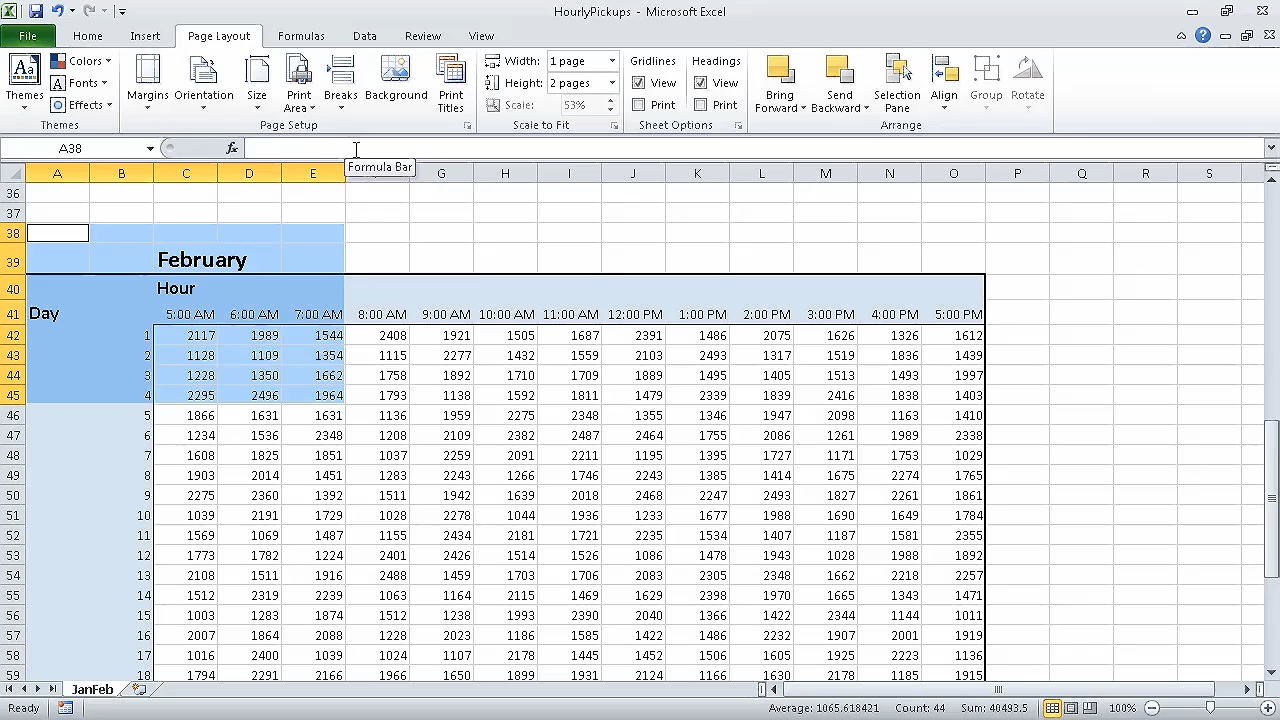 HourlyPickups - Microsoft Excel
File Home Insert Page Layout Formulas Data Review View
Themes Colors Fonts Effects Margins Orientation Size Print Area Breaks Background Print Titles Width: 1 page Height: 2 pages Scale: 53% Gridlines View Print Headings View Print Bring Forward Send Backward Selection Pane Align Group Rotate
Themes Page Setup Scale to Fit Sheet Options Arrange
A38 fx
Formula Bar
A B C D E G H I J K L M N O P Q R S
36
37
38
39 February
40 Hour
41 Day 5:00 AM 6:00 AM 7:00 AM 8:00 AM 9:00 AM 10:00 AM 11:00 AM 12:00 PM 1:00 PM 2:00 PM 3:00 PM 4:00 PM 5:00 PM
42 1 2117 1989 1544 2408 1921 1505 1687 2391 1486 2075 1626 1326 1612
43 2 1128 1109 1354 1115 2277 1432 1559 2103 2493 1317 1519 1836 1439
44 3 1228 1350 1662 1758 1892 1710 1709 1889 1495 1405 1513 1493 1997
45 4 2295 2496 1964 1793 1138 1592 1811 1479 2339 1839 2416 1838 1403
46 5 1866 1631 1631 1136 1959 2275 2348 1355 1346 1947 2098 1163 1410
47 6 1234 1536 2348 1208 2109 2382 2487 2464 1755 2086 1261 1989 2338
48 7 1608 1825 1851 1037 2259 2091 2211 1195 1395 1727 1171 1753 1029
49 8 1903 2014 1451 1283 2243 1266 1746 2243 1385 1414 1675 2274 1765
50 9 2275 2360 1392 1511 1942 1639 2018 2468 2247 2493 1827 2261 1861
51 10 1039 2191 1729 1028 2278 1044 1936 1233 1677 1988 1690 1649 1784
52 11 1569 1069 1487 1155 2434 2181 1721 2235 1534 1407 1187 1581 2355
53 12 1773 1782 1224 2401 2426 1514 1526 1086 1478 1943 1028 1988 1892
54 13 2108 1511 1916 2488 1459 1703 1706 2083 2305 2348 1662 2218 2257
55 14 1512 2319 2239 1063 1164 2115 1469 1629 2398 1970 1665 1343 1471
56 15 1003 1283 1874 1512 1238 1993 2390 2040 1366 1422 2344 1144 1011
57 16 2007 1864 2088 1228 2023 1186 1585 1422 1486 2232 1907 2001 1919
58 17 1016 2400 1039 1024 1107 2178 1445 1452 1506 1605 1925 2223 1136
59 18 1794 2291 2166 1966 1650 1899 1931 2124 1166 1630 2178 1185 1915
JanFeb
Ready Average: 1065.618421 Count: 44 Sum: 40493.5 100%